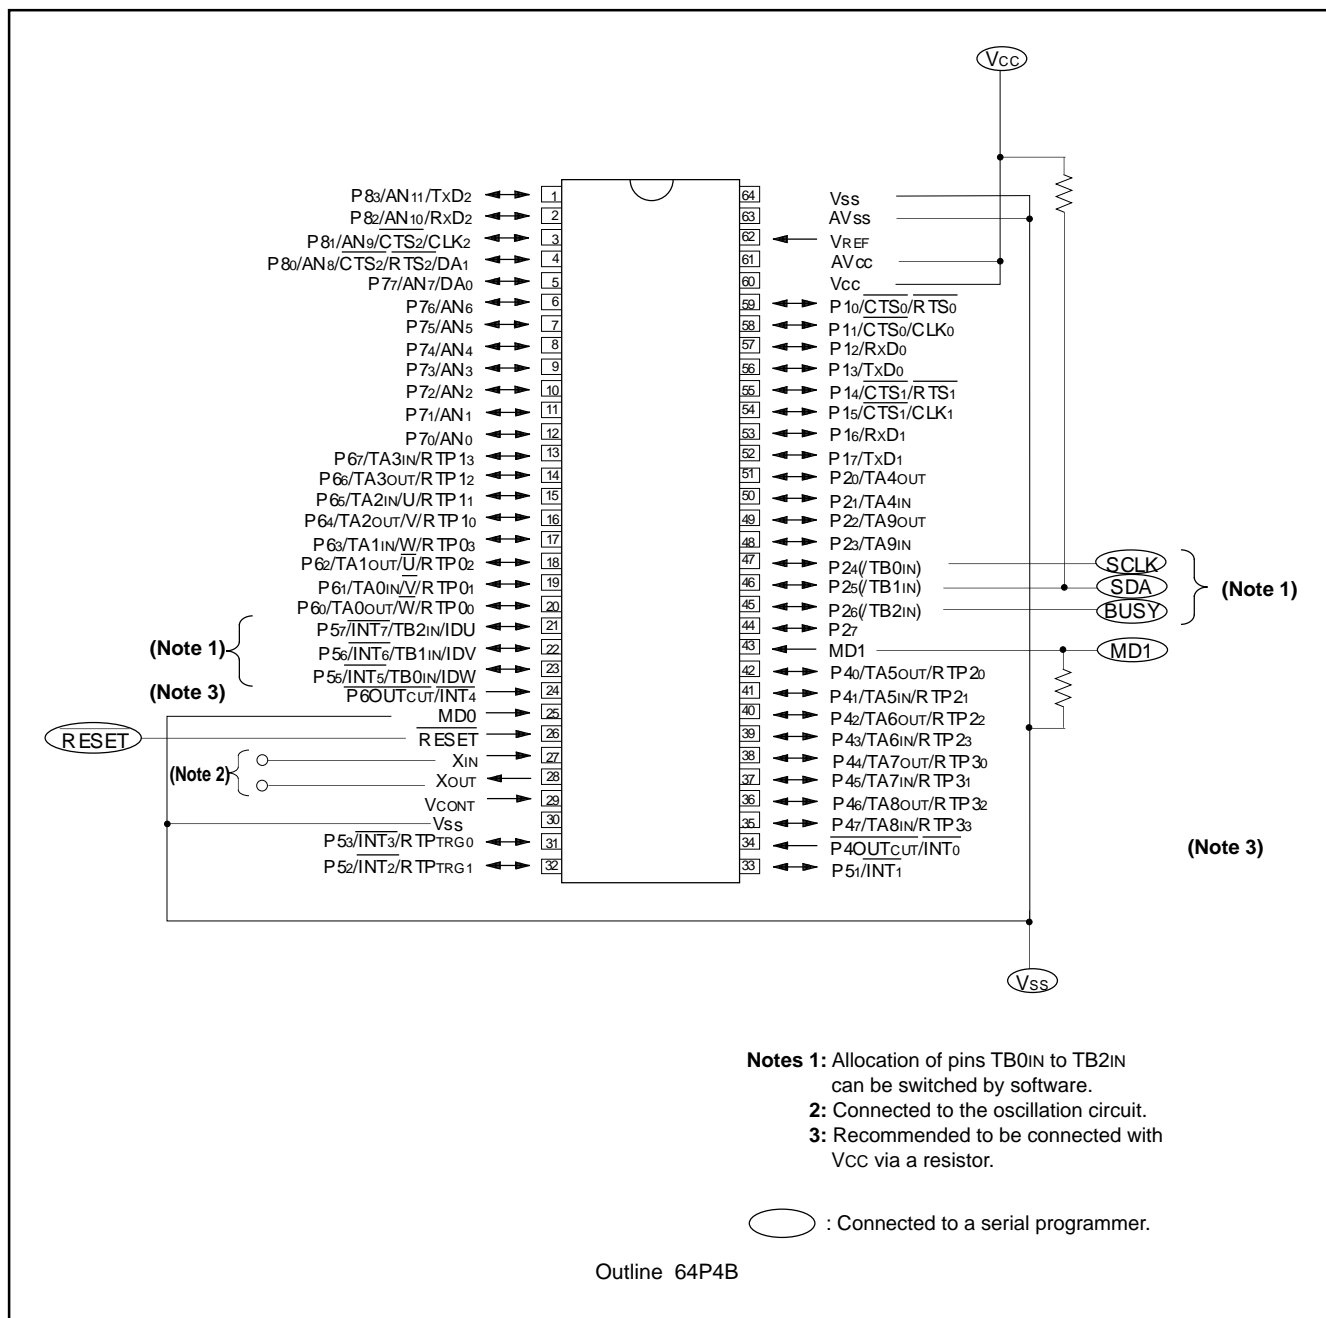 VCC
P83/AN11/TXD2 1
P82/AN10/RXD2 2
P81/AN9/CTS2/CLK2 3
P80/AN8/CTS2/RTS2/DA1 4
P77/AN7/DA0 5
P76/AN6 6
P75/AN5 7
P74/AN4 8
P73/AN3 9
P72/AN2 10
P71/AN1 11
P70/AN0 12
P67/TA3IN/RTP13 13
P66/TA3OUT/RTP12 14
P65/TA2IN/U/RTP11 15
P64/TA2OUT/V/RTP10 16
P63/TA1IN/W/RTP03 17
P62/TA1OUT/U/RTP02 18
P61/TA0IN/V/RTP01 19
P60/TA0OUT/W/RTP00 20
P57/INT7/TB2IN/IDU 21
(Note 1) P56/INT6/TB1IN/IDV 22
P55/INT5/TB0IN/IDW 23
(Note 3) P6OUTCUT/INT4 24
MD0 25
RESET RESET 26
XIN 27
(Note 2) XOUT 28
VCONT 29
VSS 30
P53/INT3/RTPTRG0 31
P52/INT2/RTPTRG1 32
64 VSS
63 AVSS
62 VREF
61 AVCC
60 VCC
59 P10/CTS0/RTS0
58 P11/CTS0/CLK0
57 P12/RXD0
56 P13/TXD0
55 P14/CTS1/RTS1
54 P15/CTS1/CLK1
53 P16/RXD1
52 P17/TXD1
51 P20/TA4OUT
50 P21/TA4IN
49 P22/TA9OUT
48 P23/TA9IN
47 P24(/TB0IN) SCLK
46 P25(/TB1IN) SDA (Note 1)
45 P26(/TB2IN) BUSY
44 P27
43 MD1 MD1
42 P40/TA5OUT/RTP20
41 P41/TA5IN/RTP21
40 P42/TA6OUT/RTP22
39 P43/TA6IN/RTP23
38 P44/TA7OUT/RTP30
37 P45/TA7IN/RTP31
36 P46/TA8OUT/RTP32
35 P47/TA8IN/RTP33
34 P4OUTCUT/INT0 (Note 3)
33 P51/INT1
VSS
Notes 1: Allocation of pins TB0IN to TB2IN
can be switched by software.
2: Connected to the oscillation circuit.
3: Recommended to be connected with
VCC via a resistor.
: Connected to a serial programmer.
Outline 64P4B